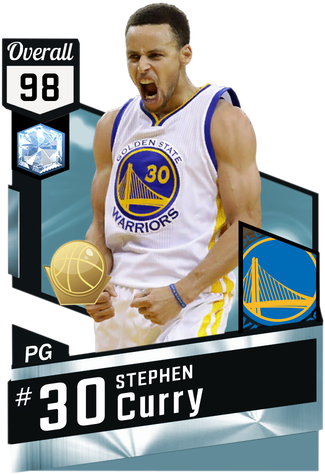 Overall
98
GOLDEN STATE
30
WARRIORS
PG
#30
STEPHEN
Curry